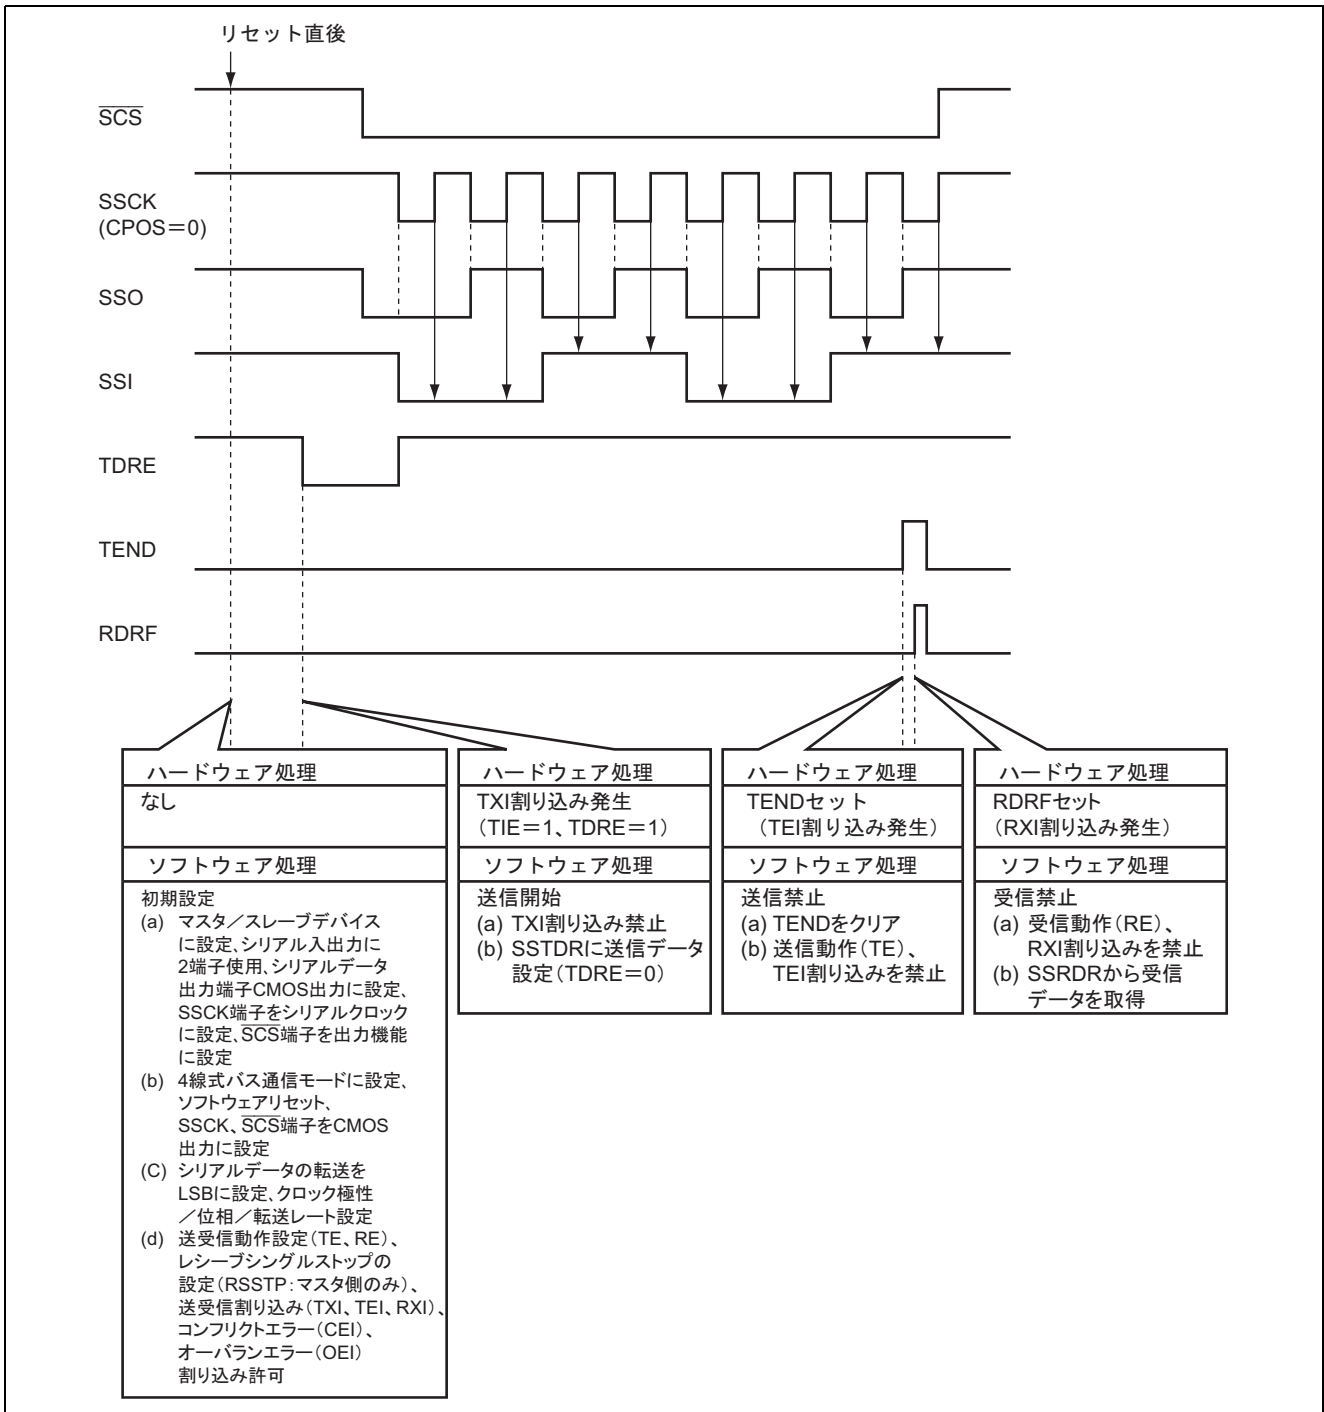 リセット直後
SCS
SSCK
(CPOS＝0)
SSO
SSI
TDRE
TEND
RDRF
ハードウェア処理
なし
ソフトウェア処理
初期設定
(a) マスタ／スレーブデバイス
に設定、シリアル入出力に
2端子使用、シリアルデータ
出力端子CMOS出力に設定、
SSCK端子をシリアルクロック
に設定、SCS端子を出力機能
に設定
(b) 4線式バス通信モードに設定、
ソフトウェアリセット、
SSCK、SCS端子をCMOS
出力に設定
(C) シリアルデータの転送を
LSBに設定、クロック極性
／位相／転送レート設定
(d) 送受信動作設定（TE、RE）、
レシーブシングルストップの
設定（RSSTP：マスタ側のみ）、
送受信割り込み（TXI、TEI、RXI）、
コンフリクトエラー（CEI）、
オーバランエラー（OEI）
割り込み許可
ハードウェア処理
TXI割り込み発生
（TIE＝1、TDRE＝1）
ソフトウェア処理
送信開始
(a) TXI割り込み禁止
(b) SSTDRに送信データ
設定（TDRE＝0）
ハードウェア処理
TENDセット
（TEI割り込み発生）
ソフトウェア処理
送信禁止
(a) TENDをクリア
(b) 送信動作（TE）、
TEI割り込みを禁止
ハードウェア処理
RDRFセット
（RXI割り込み発生）
ソフトウェア処理
受信禁止
(a) 受信動作（RE）、
RXI割り込みを禁止
(b) SSRDRから受信
データを取得